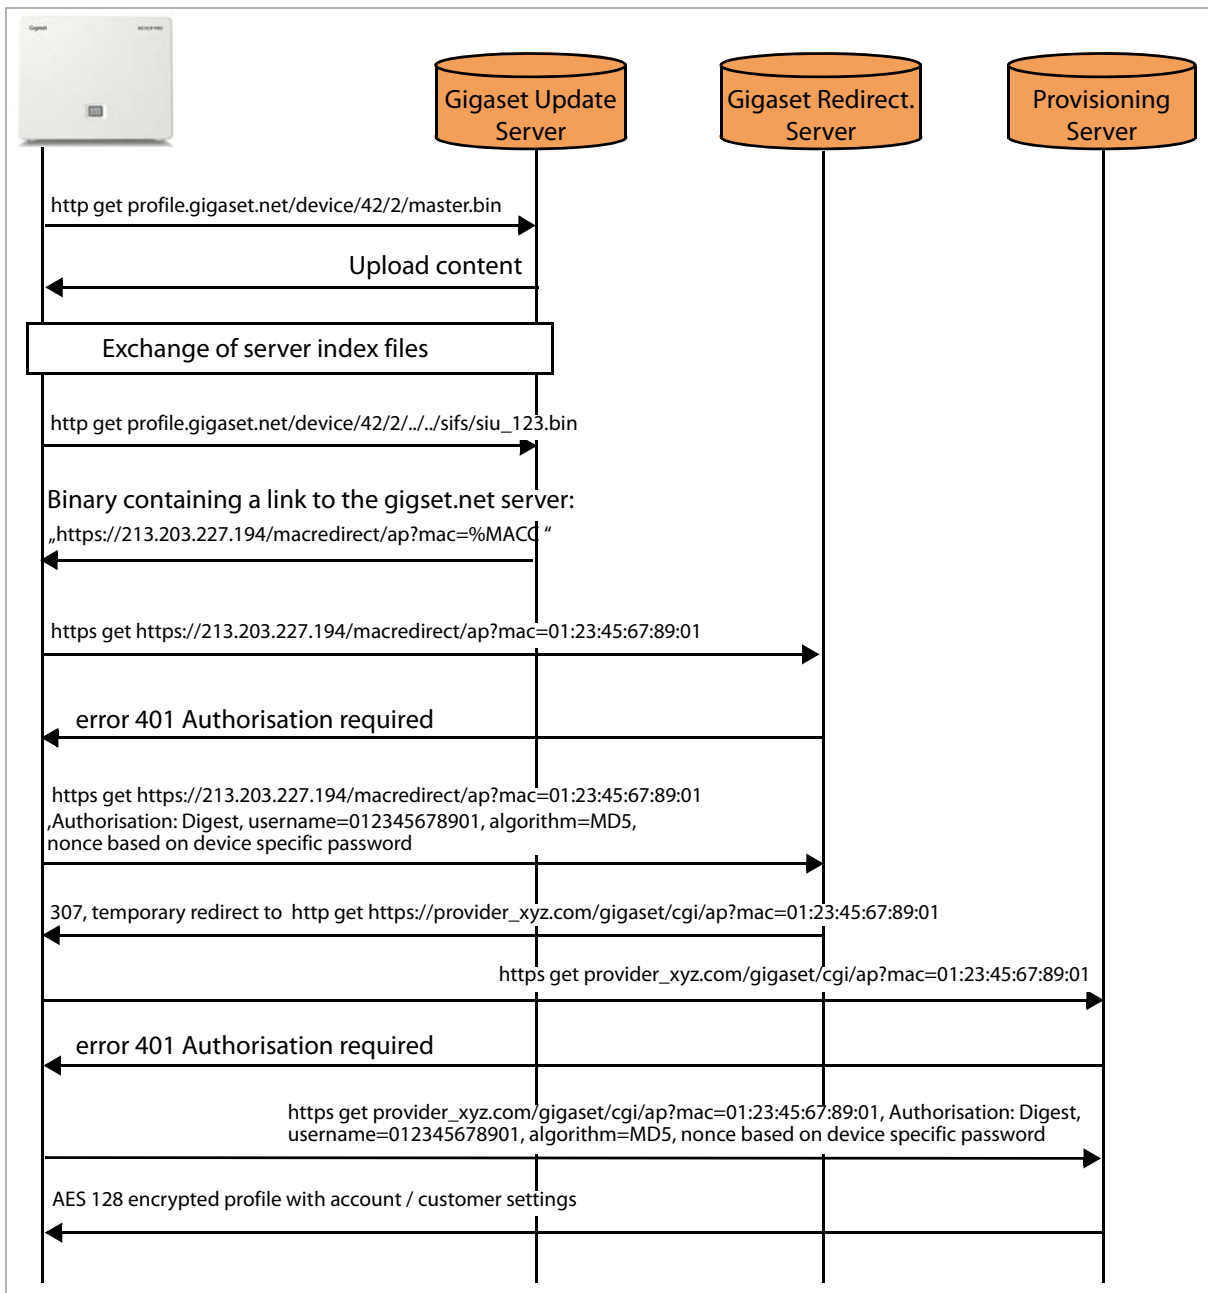 Gigaset
Gigaset Update
Server
Gigaset Redirect.
Server
Provisioning
Server
http get profile.gigaset.net/device/42/2/master.bin
Upload content
Exchange of server index files
http get profile.gigaset.net/device/42/2/../../sifs/siu_123.bin
Binary containing a link to the gigset.net server:
„https://213.203.227.194/macredirect/ap?mac=%MACC “
https get https://213.203.227.194/macredirect/ap?mac=01:23:45:67:89:01
error 401 Authorisation required
https get https://213.203.227.194/macredirect/ap?mac=01:23:45:67:89:01
,Authorisation: Digest, username=012345678901, algorithm=MD5,
nonce based on device specific password
307, temporary redirect to  http get https://provider_xyz.com/gigaset/cgi/ap?mac=01:23:45:67:89:01
https get provider_xyz.com/gigaset/cgi/ap?mac=01:23:45:67:89:01
error 401 Authorisation required
https get provider_xyz.com/gigaset/cgi/ap?mac=01:23:45:67:89:01, Authorisation: Digest,
username=012345678901, algorithm=MD5, nonce based on device specific password
AES 128 encrypted profile with account / customer settings